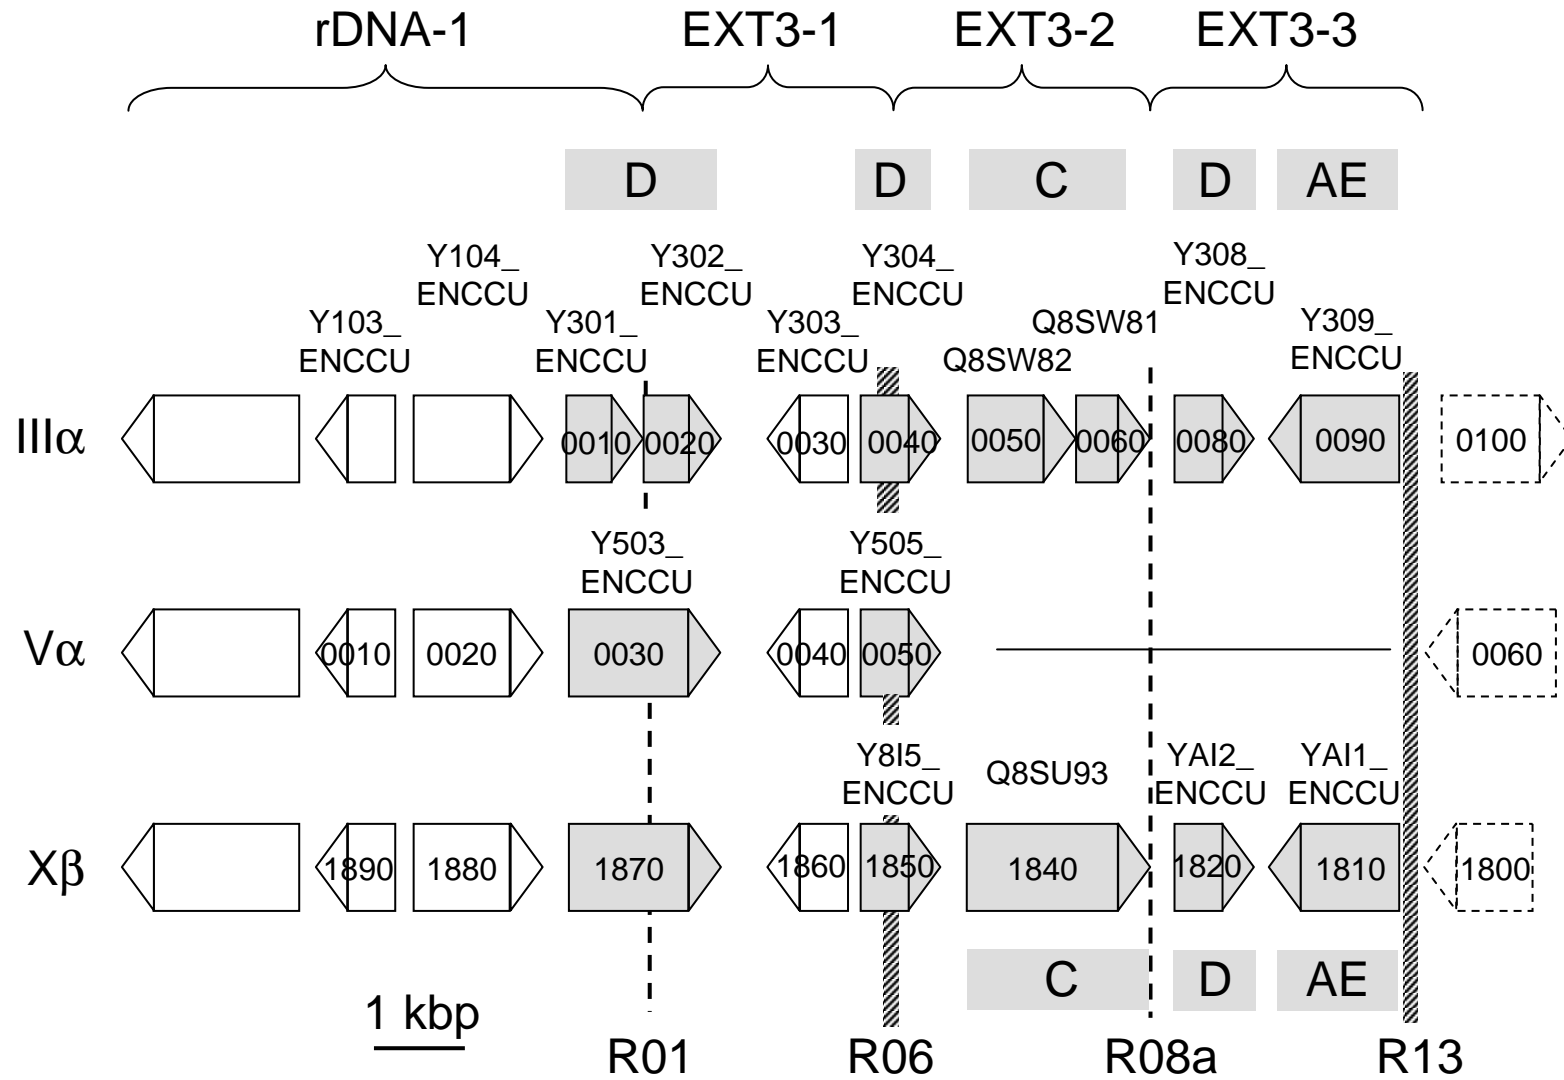 rDNA-1 EXT3-1 EXT3-2 EXT3-3
D D C D AE
Y104_ Y302_ Y304_ Y308_
ENCCU ENCCU ENCCU ENCCU
Y103_ Y301_ Y303_ Q8SW81 Y309_
ENCCU ENCCU ENCCU Q8SW82 ENCCU
IIIα 0010 0020 0030 0040 0050 0060 0080 0090 0100
Y503_ Y505_
ENCCU ENCCU
Vα 0010 0020 0030 0040 0050 0060
Y8I5_ Q8SU93 YAI2_ YAI1_
ENCCU ENCCU ENCCU
Xβ 1890 1880 1870 1860 1850 1840 1820 1810 1800
C D AE
1 kbp
R01 R06 R08a R13